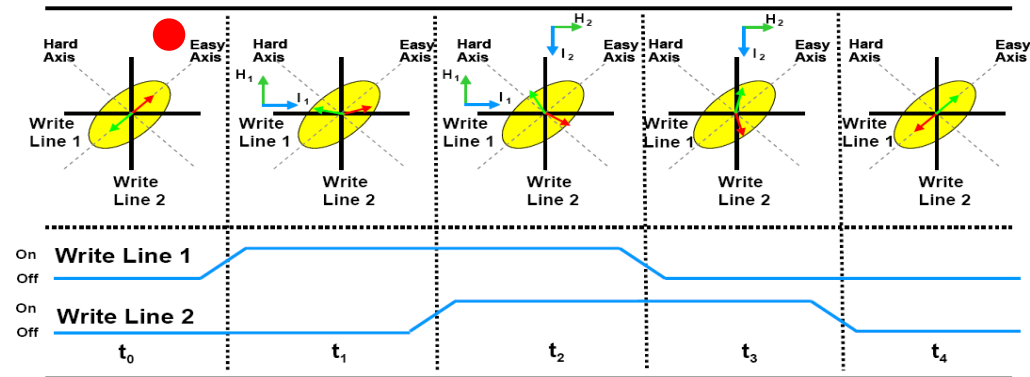 Hard
Axis
Easy
Axis
Write
Line 1
Write
Line 2
Hard
Axis
Easy
Axis
H1
I1
Write
Line 1
Write
Line 2
H2
I2
Hard
Axis
Easy
Axis
H1
I1
Write
Line 1
Write
Line 2
H2
I2
Hard
Axis
Easy
Axis
Write
Line 1
Write
Line 2
Hard
Axis
Easy
Axis
Write
Line 1
Write
Line 2
On
Write Line 1
Off
On
Write Line 2
Off
t0 t1 t2 t3 t4